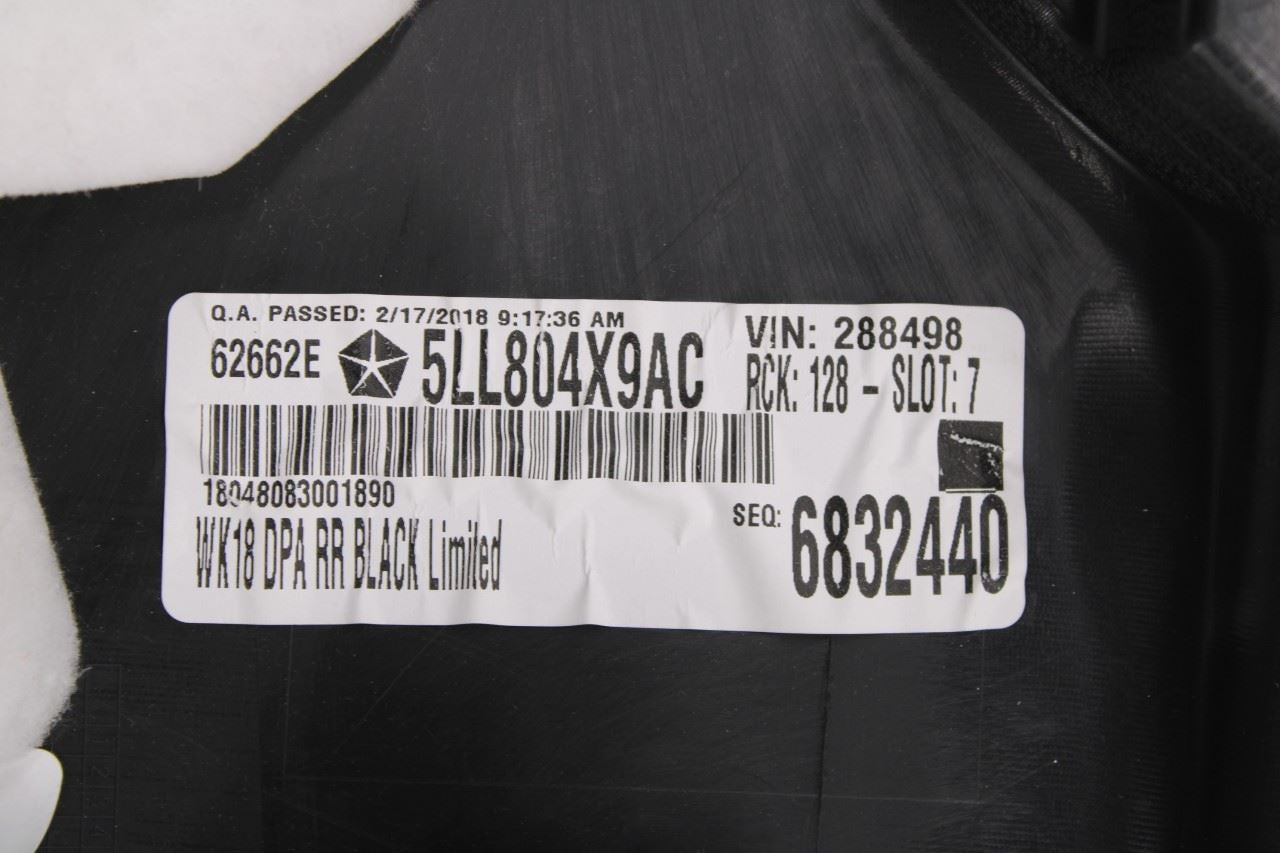 Q.A. PASSED: 2/17/2018 9:17:36 AM
62662E 5LL804X9AC
VIN: 288498
RCK: 128 - SLOT: 7
18048083001890
WK18 DPA RR BLACK Limited
SEQ: 6832440